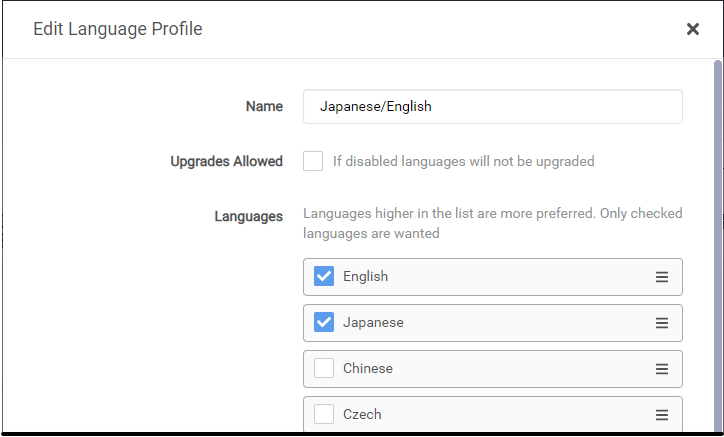 Edit Language Profile
Name
Japanese/English
Upgrades Allowed
If disabled languages will not be upgraded
Languages
Languages higher in the list are more preferred. Only checked
languages are wanted
English
Japanese
Chinese
Czech